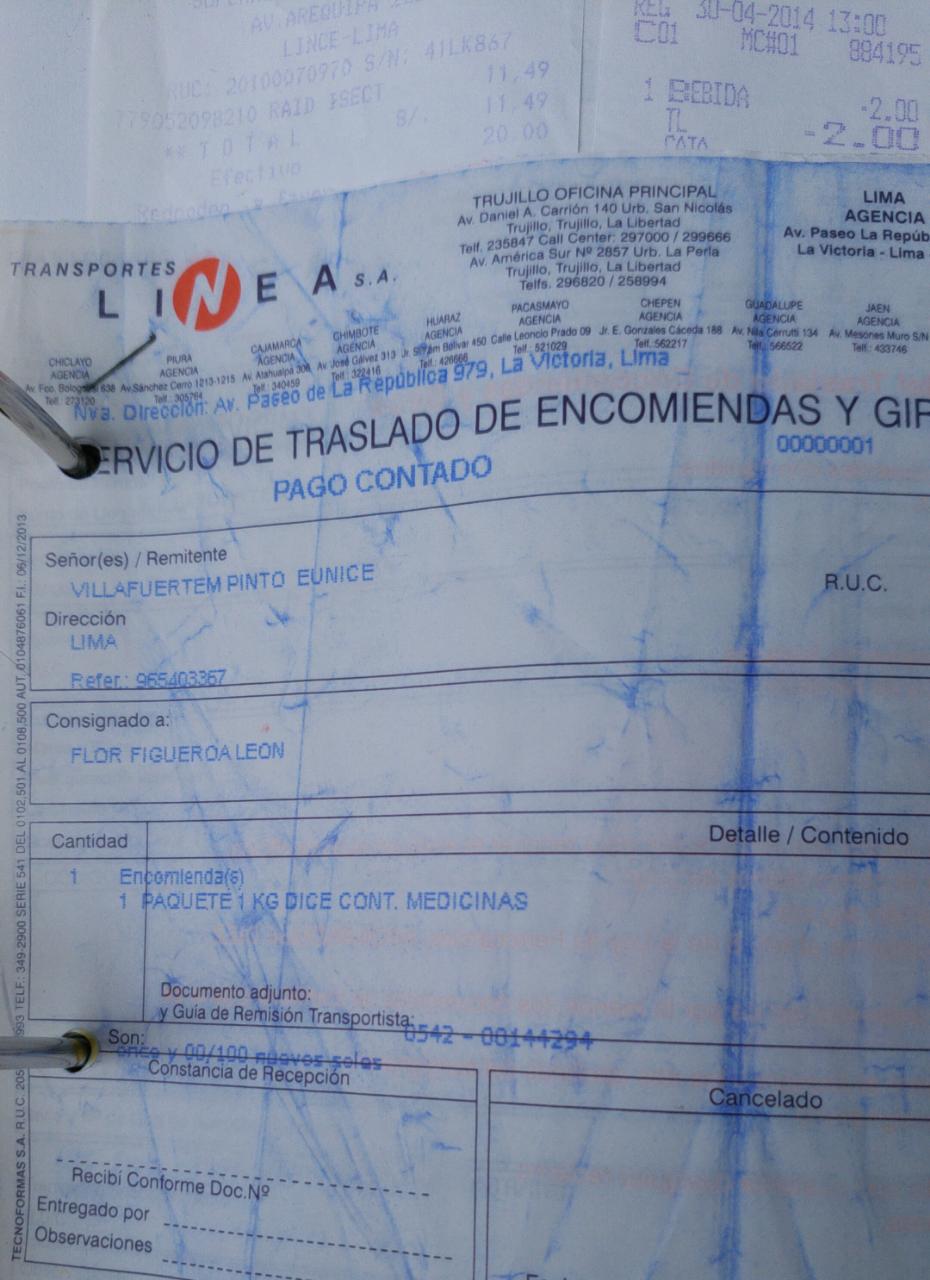 AV. AREQUIPA
LINCE-LIMA
RUC: 20100070970 S/N: 41LK867
11,49
779052098210 RAID ISECT 11.49
** T O T A L S/. 20.00
Efectivo
REG 30-04-2014 13:00
C01 MC#01 884195
1 BEBIDA -2.00
TL -2.00
TRANSPORTES
LINEA S.A.
TRUJILLO OFICINA PRINCIPAL
Av. Daniel A. Carrión 140 Urb. San Nicolás
Trujillo, Trujillo, La Libertad
Telf. 235847 Call Center: 297000 / 299666
Av. América Sur Nº 2857 Urb. La Perla
Trujillo, Trujillo, La Libertad
Telfs. 296820 / 258994
LIMA
AGENCIA
Av. Paseo La Repúb
La Victoria - Lima
CHICLAYO
AGENCIA
Av. Fco. Bolognesi 638
Telf. 273120
PIURA
AGENCIA
Av.Sánchez Cerro 1213-1215
Telf.: 305764
CAJAMARCA
AGENCIA
Av. Atahualpa 306
Telf.: 340459
CHIMBOTE
AGENCIA
Av. José Gálvez 313
Telf.: 322416
HUARAZ
AGENCIA
Jr. Simón Bolívar 450
Telf.: 426666
PACASMAYO
AGENCIA
Calle Leoncio Prado 09
Telf.: 521029
CHEPEN
AGENCIA
Jr. E. Gonzales Cáceda 188
Telf.:562217
GUADALUPE
AGENCIA
Av. Nila Cerrutti 134
Telf.: 566522
JAEN
AGENCIA
Av. Mesones Muro S/N
Telf.: 433746
Nva. Dirección: Av. Paseo de La República 979, La Victoria, Lima
ERVICIO DE TRASLADO DE ENCOMIENDAS Y GIR
00000001
PAGO CONTADO
Señor(es) / Remitente
VILLAFUERTEM PINTO EUNICE
R.U.C.
Dirección
LIMA
Refer.: 965403367
Consignado a:
FLOR FIGUEROA LEON
Cantidad Detalle / Contenido
1 Encomienda(s)
1 PAQUETE 1 KG DICE CONT. MEDICINAS
Documento adjunto:
y Guía de Remisión Transportista: 0542 - 00144294
Son:
once y 00/100 nuevos soles
Constancia de Recepción
Cancelado
Recibí Conforme Doc.Nº
Entregado por
Observaciones
TECNOFORMAS S.A. R.U.C. 205 993 TELF.: 349-2900 SERIE 541 DEL 0102,501 AL 0108,500 AUT. 0104876061 F.I.: 06/12/2013